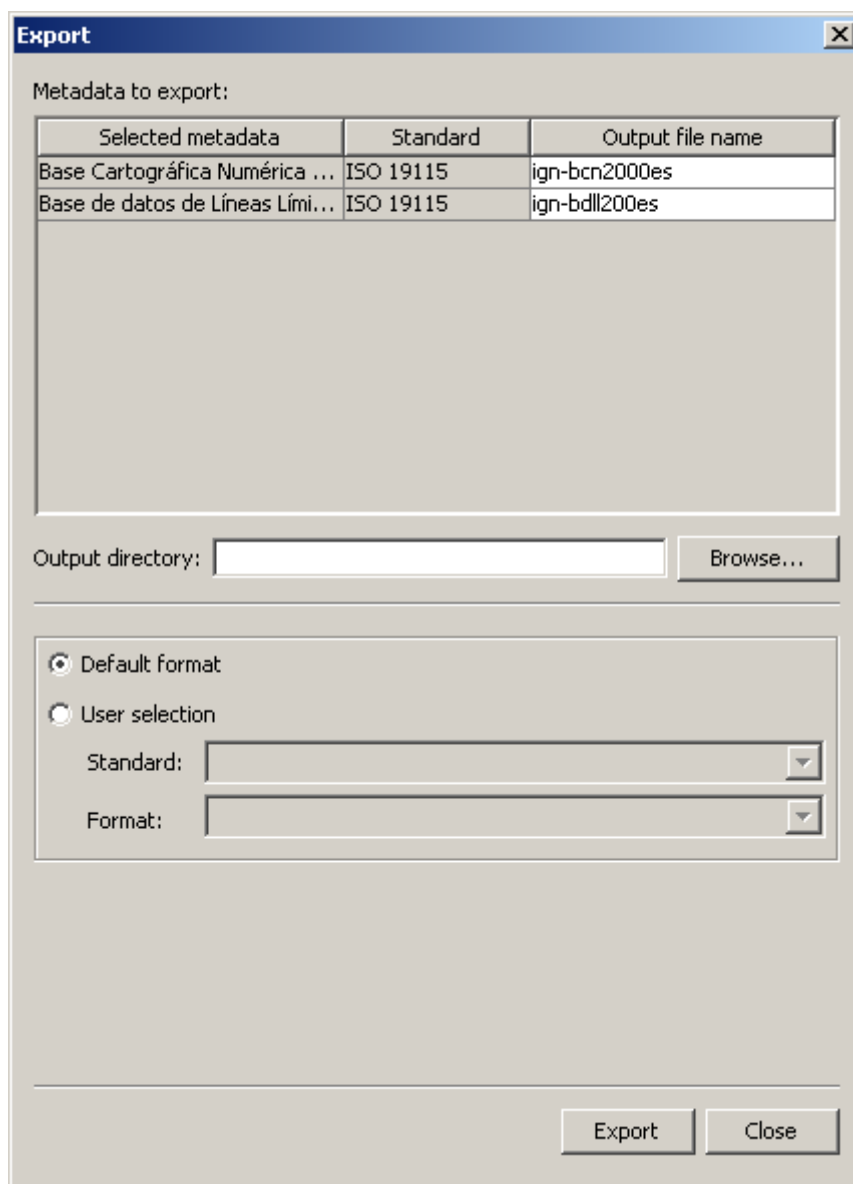 Export
Metadata to export:
Selected metadata Standard Output file name
Base Cartográfica Numérica ... ISO 19115 ign-bcn2000es
Base de datos de Líneas Lími... ISO 19115 ign-bdll200es
Output directory: Browse...
Default format
User selection
Standard:
Format:
Export Close